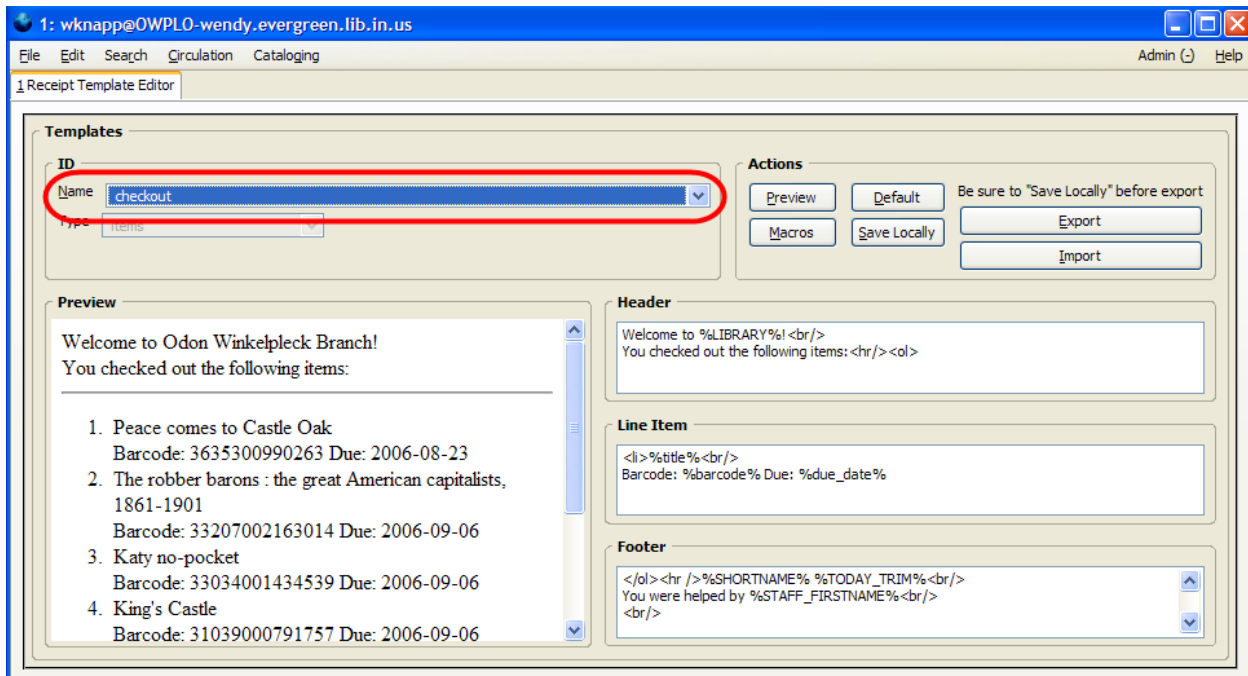 1: wknapp@OWPLO-wendy.evergreen.lib.in.us
File Edit Search Circulation Cataloging Admin (-) Help
1 Receipt Template Editor
Templates
ID
Name checkout
Type Items
Actions
Preview Default Be sure to "Save Locally" before export
Macros Save Locally Export
Import
Preview
Welcome to Odon Winkelpleck Branch!
You checked out the following items:
1. Peace comes to Castle Oak
Barcode: 3635300990263 Due: 2006-08-23
2. The robber barons : the great American capitalists,
1861-1901
Barcode: 33207002163014 Due: 2006-09-06
3. Katy no-pocket
Barcode: 33034001434539 Due: 2006-09-06
4. King's Castle
Barcode: 31039000791757 Due: 2006-09-06
Header
Welcome to %LIBRARY%!<br/>
You checked out the following items:<hr/><ol>
Line Item
<li>%title%<br/>
Barcode: %barcode% Due: %due_date%
Footer
</ol><hr />%SHORTNAME% %TODAY_TRIM%<br/>
You were helped by %STAFF_FIRSTNAME%<br/>
<br/>